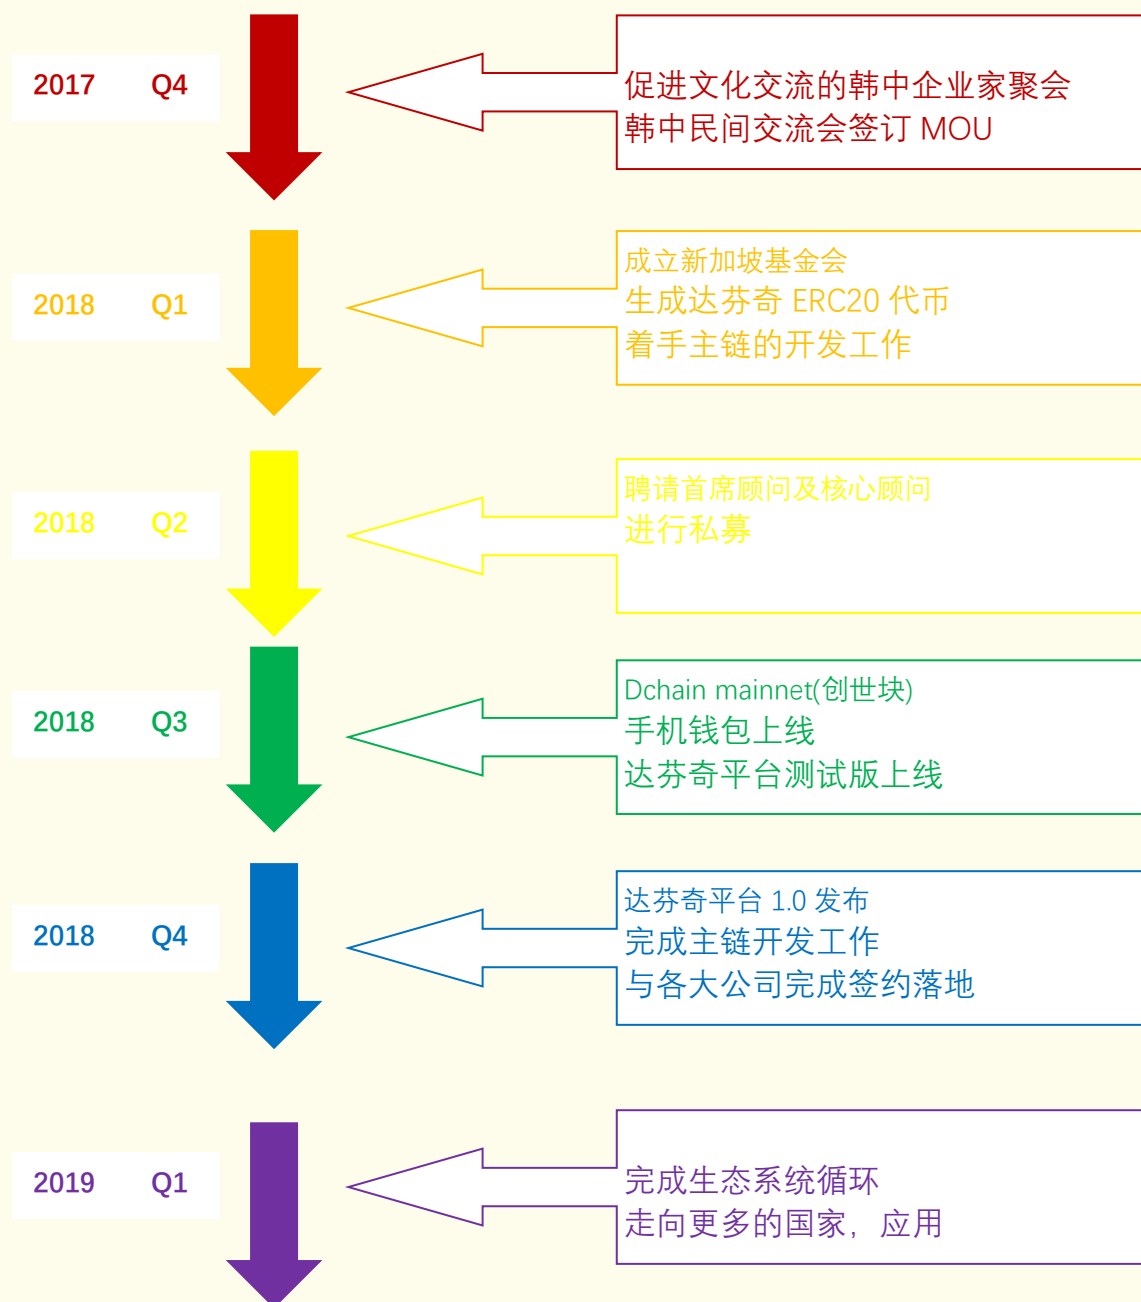 2017 Q4
促进文化交流的韩中企业家聚会
韩中民间交流会签订 MOU
2018 Q1
成立新加坡基金会
生成达芬奇 ERC20 代币
着手主链的开发工作
2018 Q2
聘请首席顾问及核心顾问
进行私募
2018 Q3
Dchain mainnet(创世块)
手机钱包上线
达芬奇平台测试版上线
2018 Q4
达芬奇平台 1.0 发布
完成主链开发工作
与各大公司完成签约落地
2019 Q1
完成生态系统循环
走向更多的国家，应用